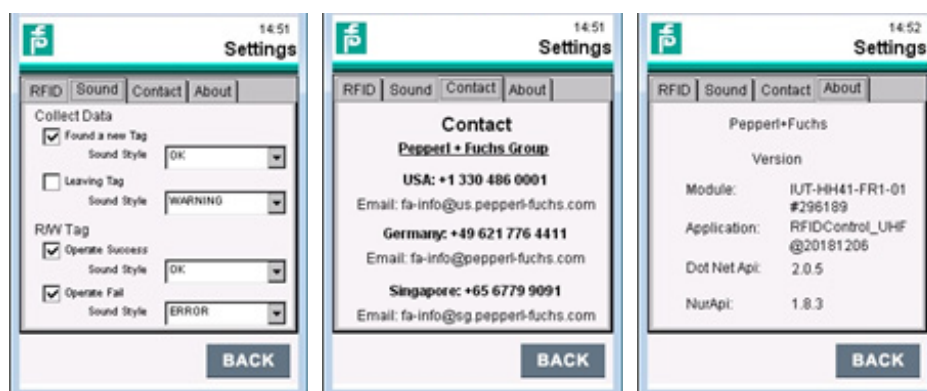 14:51
Settings
RFID Sound Contact About
Collect Data
Found a new Tag
Sound Style OK
Leaving Tag
Sound Style WARNING
R/W Tag
Operate Success
Sound Style OK
Operate Fail
Sound Style ERROR
BACK
14:51
Settings
RFID Sound Contact About
Contact
Pepperl + Fuchs Group
USA: +1 330 486 0001
Email: fa-info@us.pepperl-fuchs.com
Germany: +49 621 776 4411
Email: fa-info@pepperl-fuchs.com
Singapore: +65 6779 9091
Email: fa-info@sg.pepperl-fuchs.com
BACK
14:52
Settings
RFID Sound Contact About
Pepperl+Fuchs
Version
Module: IUT-HH41-FR1-01
#296189
Application: RFIDControl_UHF
@20181206
Dot Net Api: 2.0.5
NurApi: 1.8.3
BACK